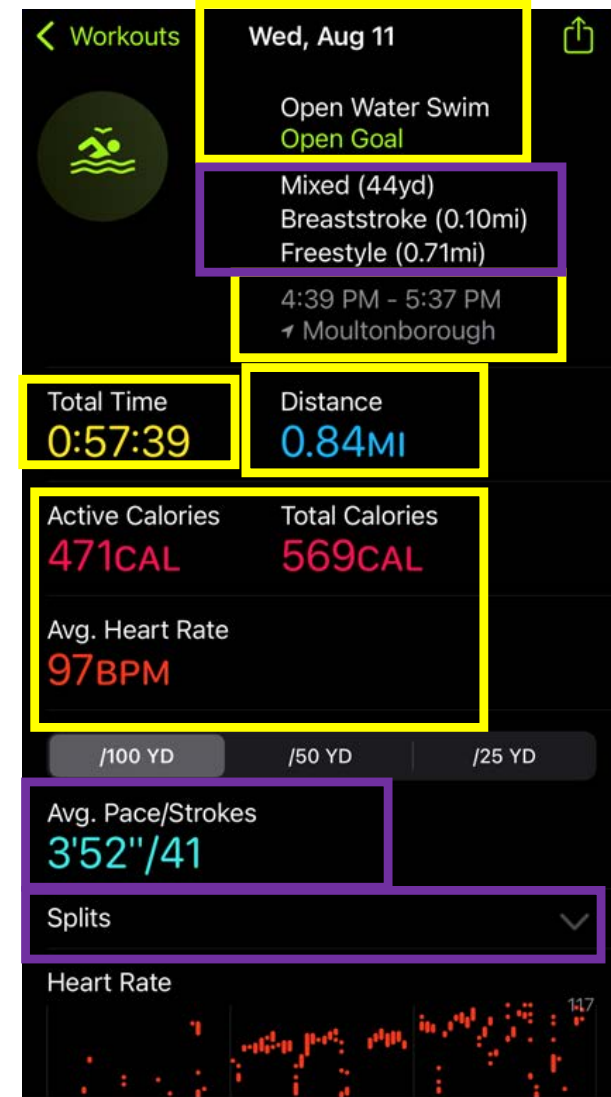 Workouts
Wed, Aug 11
Open Water Swim
Open Goal
Mixed (44yd)
Breaststroke (0.10mi)
Freestyle (0.71mi)
4:39 PM - 5:37 PM
Moultonborough
Total Time
0:57:39
Distance
0.84MI
Active Calories
471CAL
Total Calories
569CAL
Avg. Heart Rate
97BPM
/100 YD
/50 YD
/25 YD
Avg. Pace/Strokes
3'52"/41
Splits
Heart Rate
117